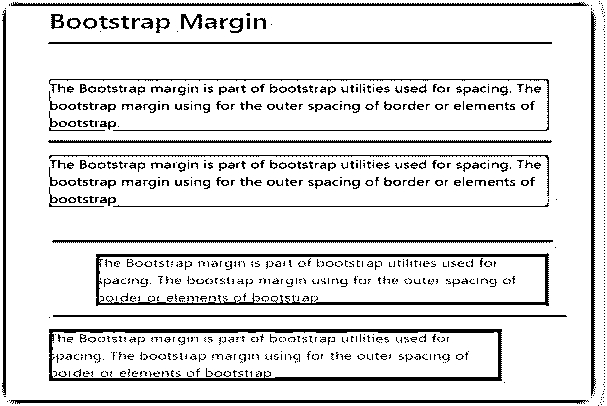 Bootstrap Margin
The Bootstrap margin is part of bootstrap utilities used for spacing. The
bootstrap margin using for the outer spacing of border or elements of
bootstrap.
The Bootstrap margin is part of bootstrap utilities used for spacing. The
bootstrap margin using for the outer spacing of border or elements of
bootstrap
The Bootstrap margin is part of bootstrap utilities used for
spacing. The bootstrap margin using for the outer spacing of
border or elements of bootstrap
The Bootstrap margin is part of bootstrap utilities used for
spacing. The bootstrap margin using for the outer spacing of
border or elements of bootstrap